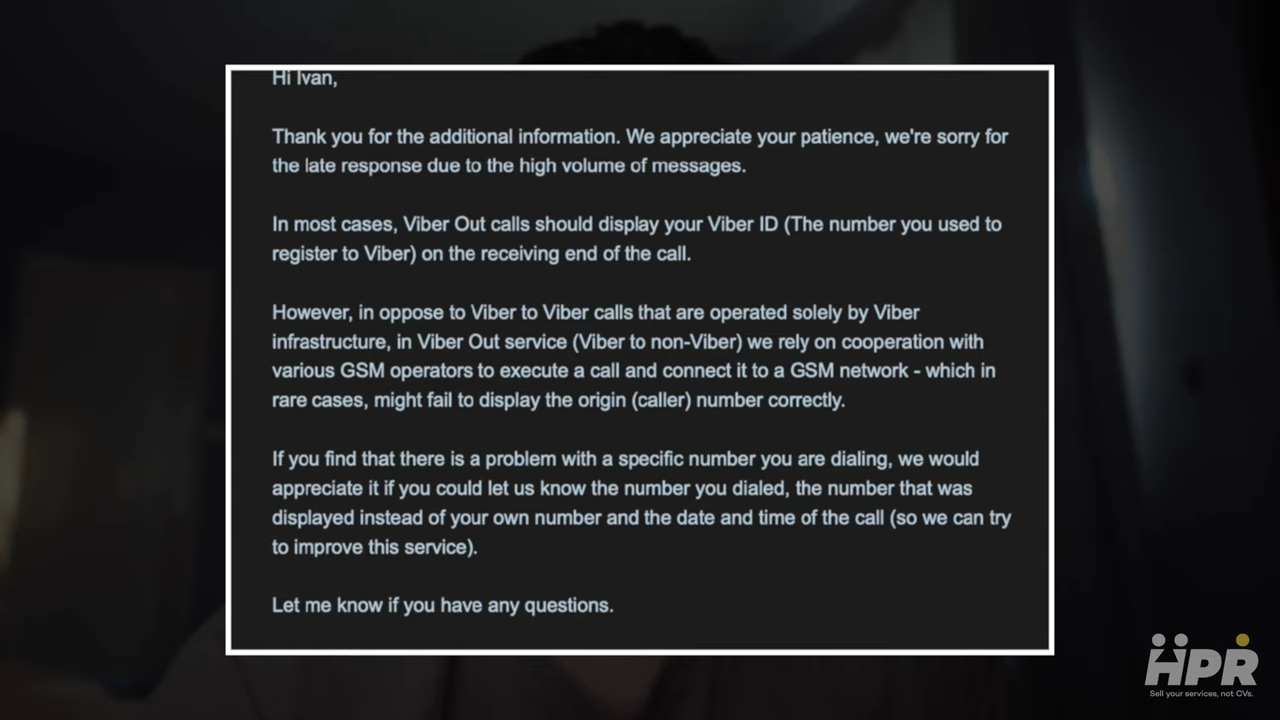 Hi Ivan,
Thank you for the additional information. We appreciate your patience, we're sorry for
the late response due to the high volume of messages.
In most cases, Viber Out calls should display your Viber ID (The number you used to
register to Viber) on the receiving end of the call.
However, in oppose to Viber to Viber calls that are operated solely by Viber
infrastructure, in Viber Out service (Viber to non-Viber) we rely on cooperation with
various GSM operators to execute a call and connect it to a GSM network - which in
rare cases, might fail to display the origin (caller) number correctly.
If you find that there is a problem with a specific number you are dialing, we would
appreciate it if you could let us know the number you dialed, the number that was
displayed instead of your own number and the date and time of the call (so we can try
to improve this service).
Let me know if you have any questions.
HPR
Sell your services, not CVs.